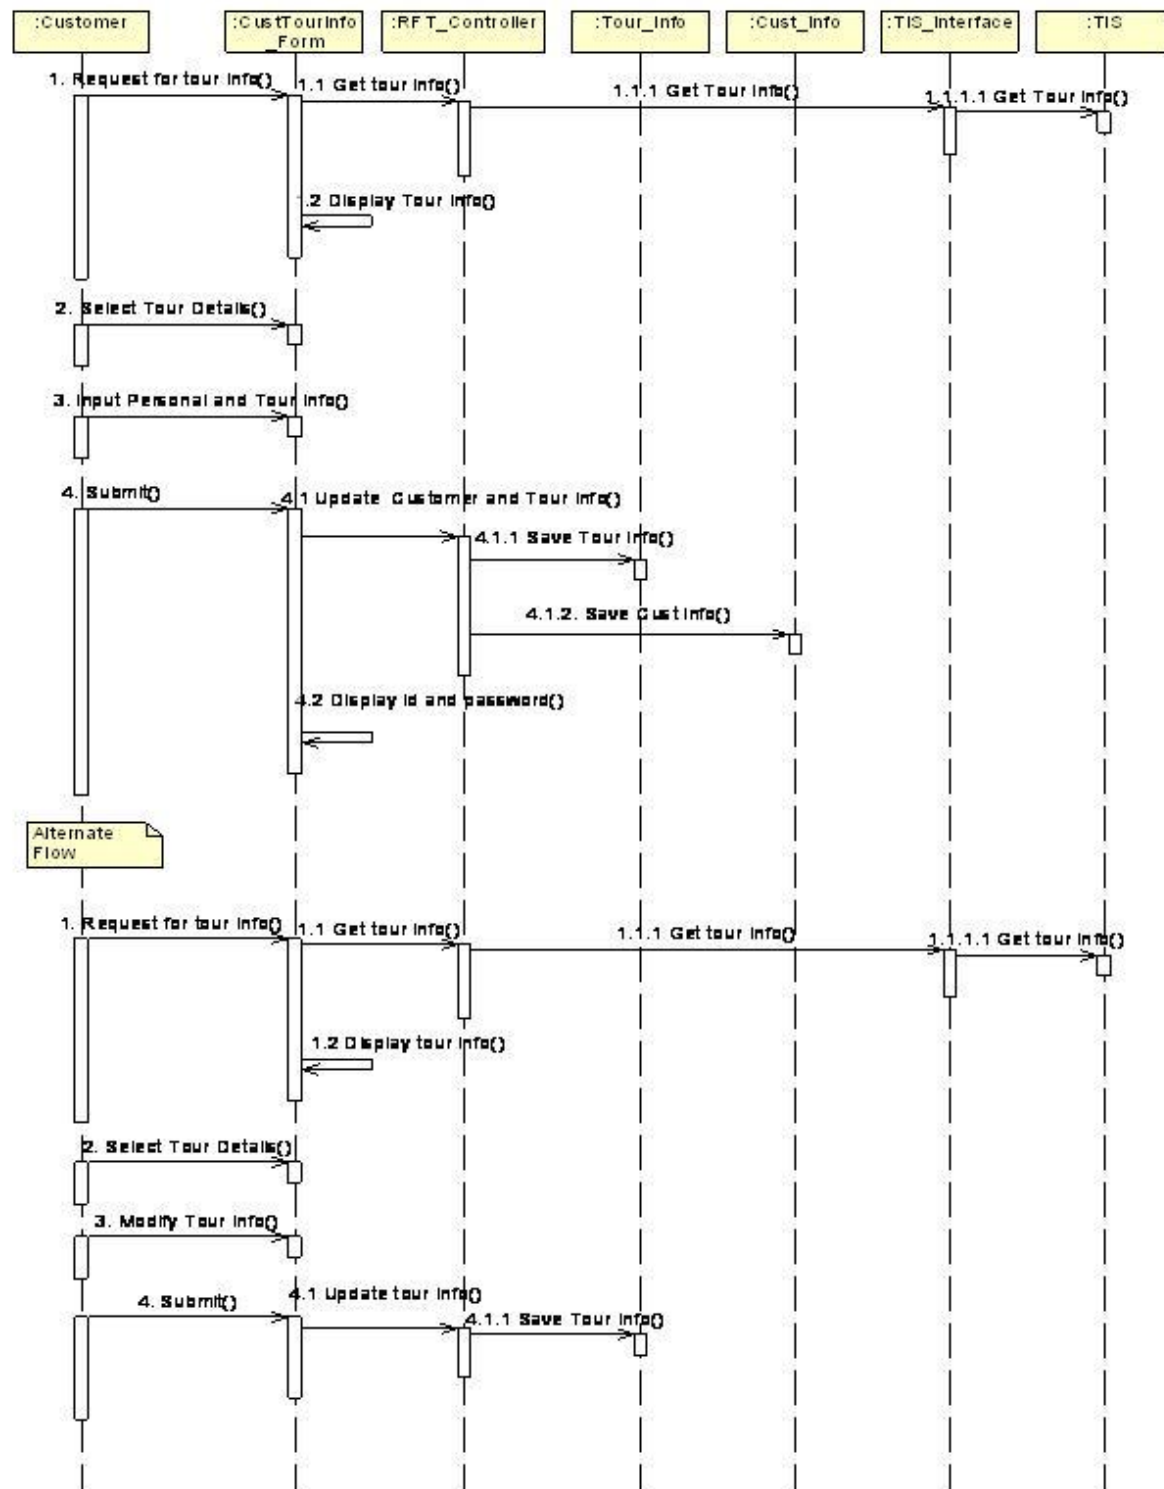 :Customer
:CustTourInfo
_Form
:RFT_Controller
:Tour_Info
:Cust_Info
:TIS_Interface
:TIS
1. Request for tour Info()
1.1 Get tour Info()
1.1.1 Get Tour Info()
1.1.1.1 Get Tour Info()
1.2 Display Tour Info()
2. Select Tour Details()
3. Input Personal and Tour Info()
4. Submit()
4.1 Update Customer and Tour Info()
4.1.1 Save Tour Info()
4.1.2. Save Cust Info()
4.2 Display Id and password()
Alternate
Flow
1. Request for tour Info()
1.1 Get tour Info()
1.1.1 Get tour Info()
1.1.1.1 Get tour Info()
1.2 Display tour Info()
2. Select Tour Details()
3. Modify Tour Info()
4. Submit()
4.1 Update tour Info()
4.1.1 Save Tour Info()